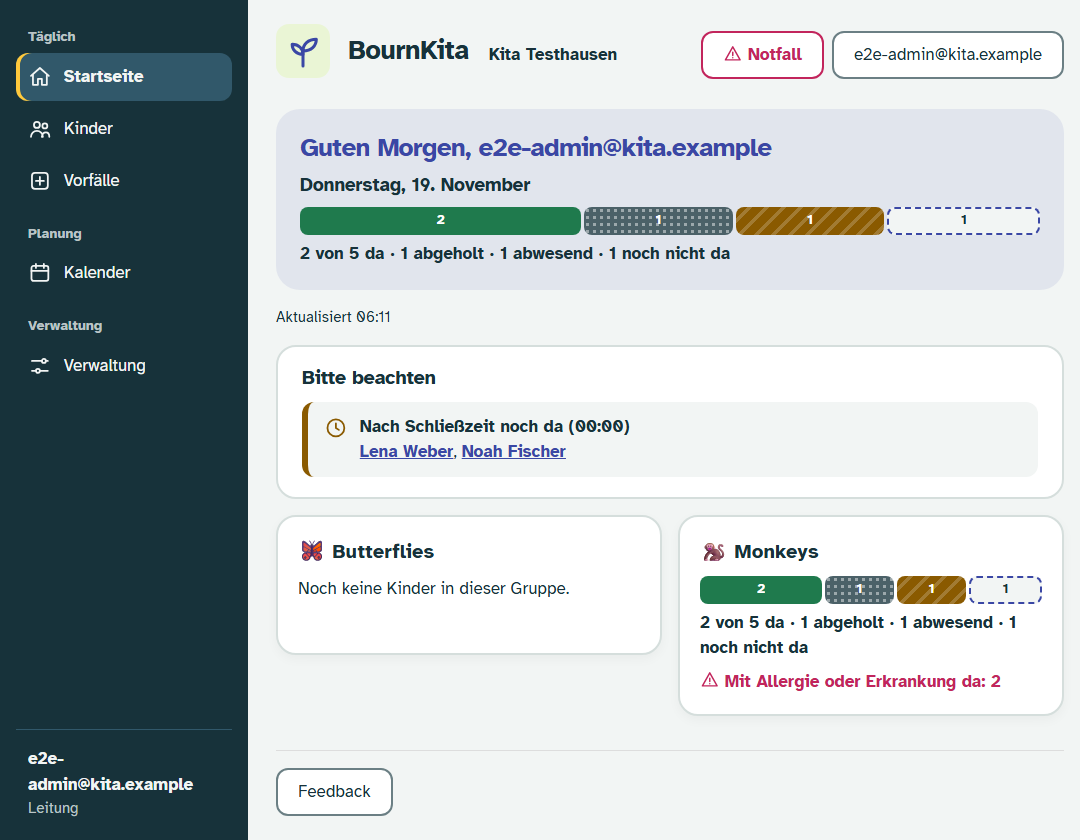 Täglich
Startseite
Kinder
Vorfälle
Planung
Kalender
Verwaltung
Verwaltung
e2e-
admin@kita.example
Leitung
BournKita
Kita Testhausen
Notfall
e2e-admin@kita.example
Guten Morgen, e2e-admin@kita.example
Donnerstag, 19. November
2 1 1 1
2 von 5 da · 1 abgeholt · 1 abwesend · 1 noch nicht da
Aktualisiert 06:11
Bitte beachten
Nach Schließzeit noch da (00:00)
Lena Weber, Noah Fischer
Butterflies
Noch keine Kinder in dieser Gruppe.
Monkeys
2 1 1 1
2 von 5 da · 1 abgeholt · 1 abwesend · 1
noch nicht da
Mit Allergie oder Erkrankung da: 2
Feedback